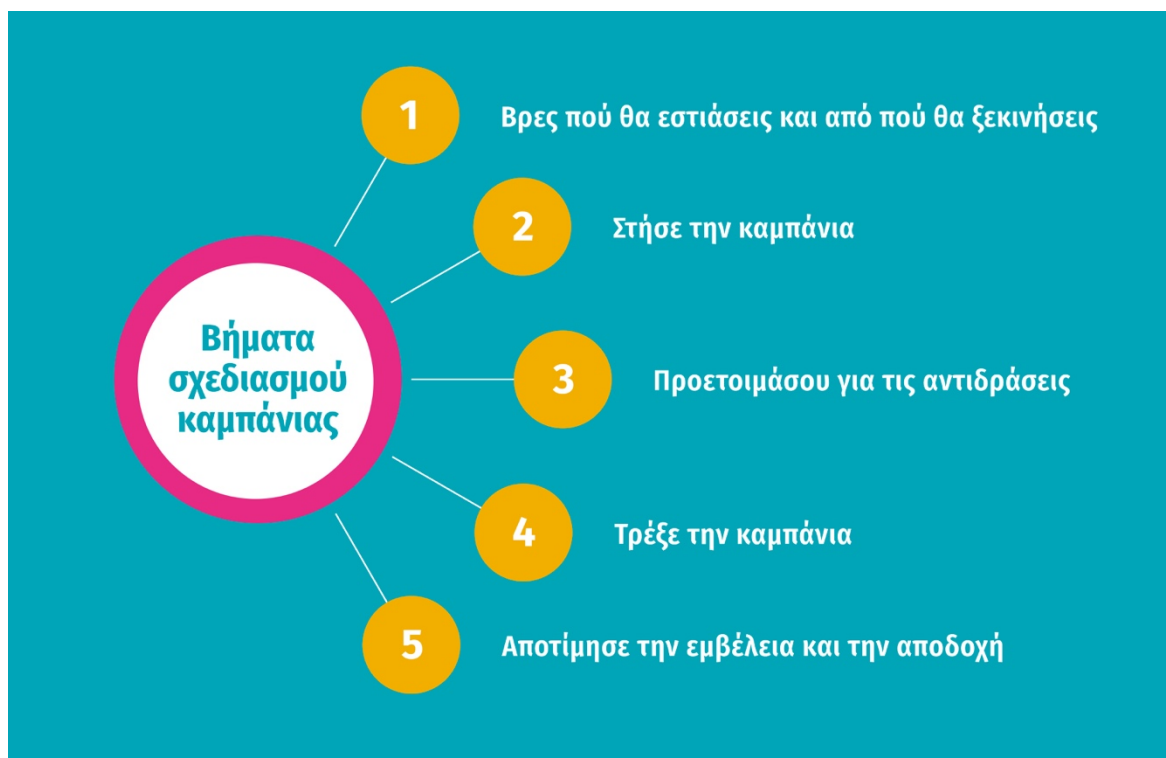 Βήματα
σχεδιασμού
καμπάνιας
1 Βρες πού θα εστιάσεις και από πού θα ξεκινήσεις
2 Στήσε την καμπάνια
3 Προετοιμάσου για τις αντιδράσεις
4 Τρέξε την καμπάνια
5 Αποτίμησε την εμβέλεια και την αποδοχή